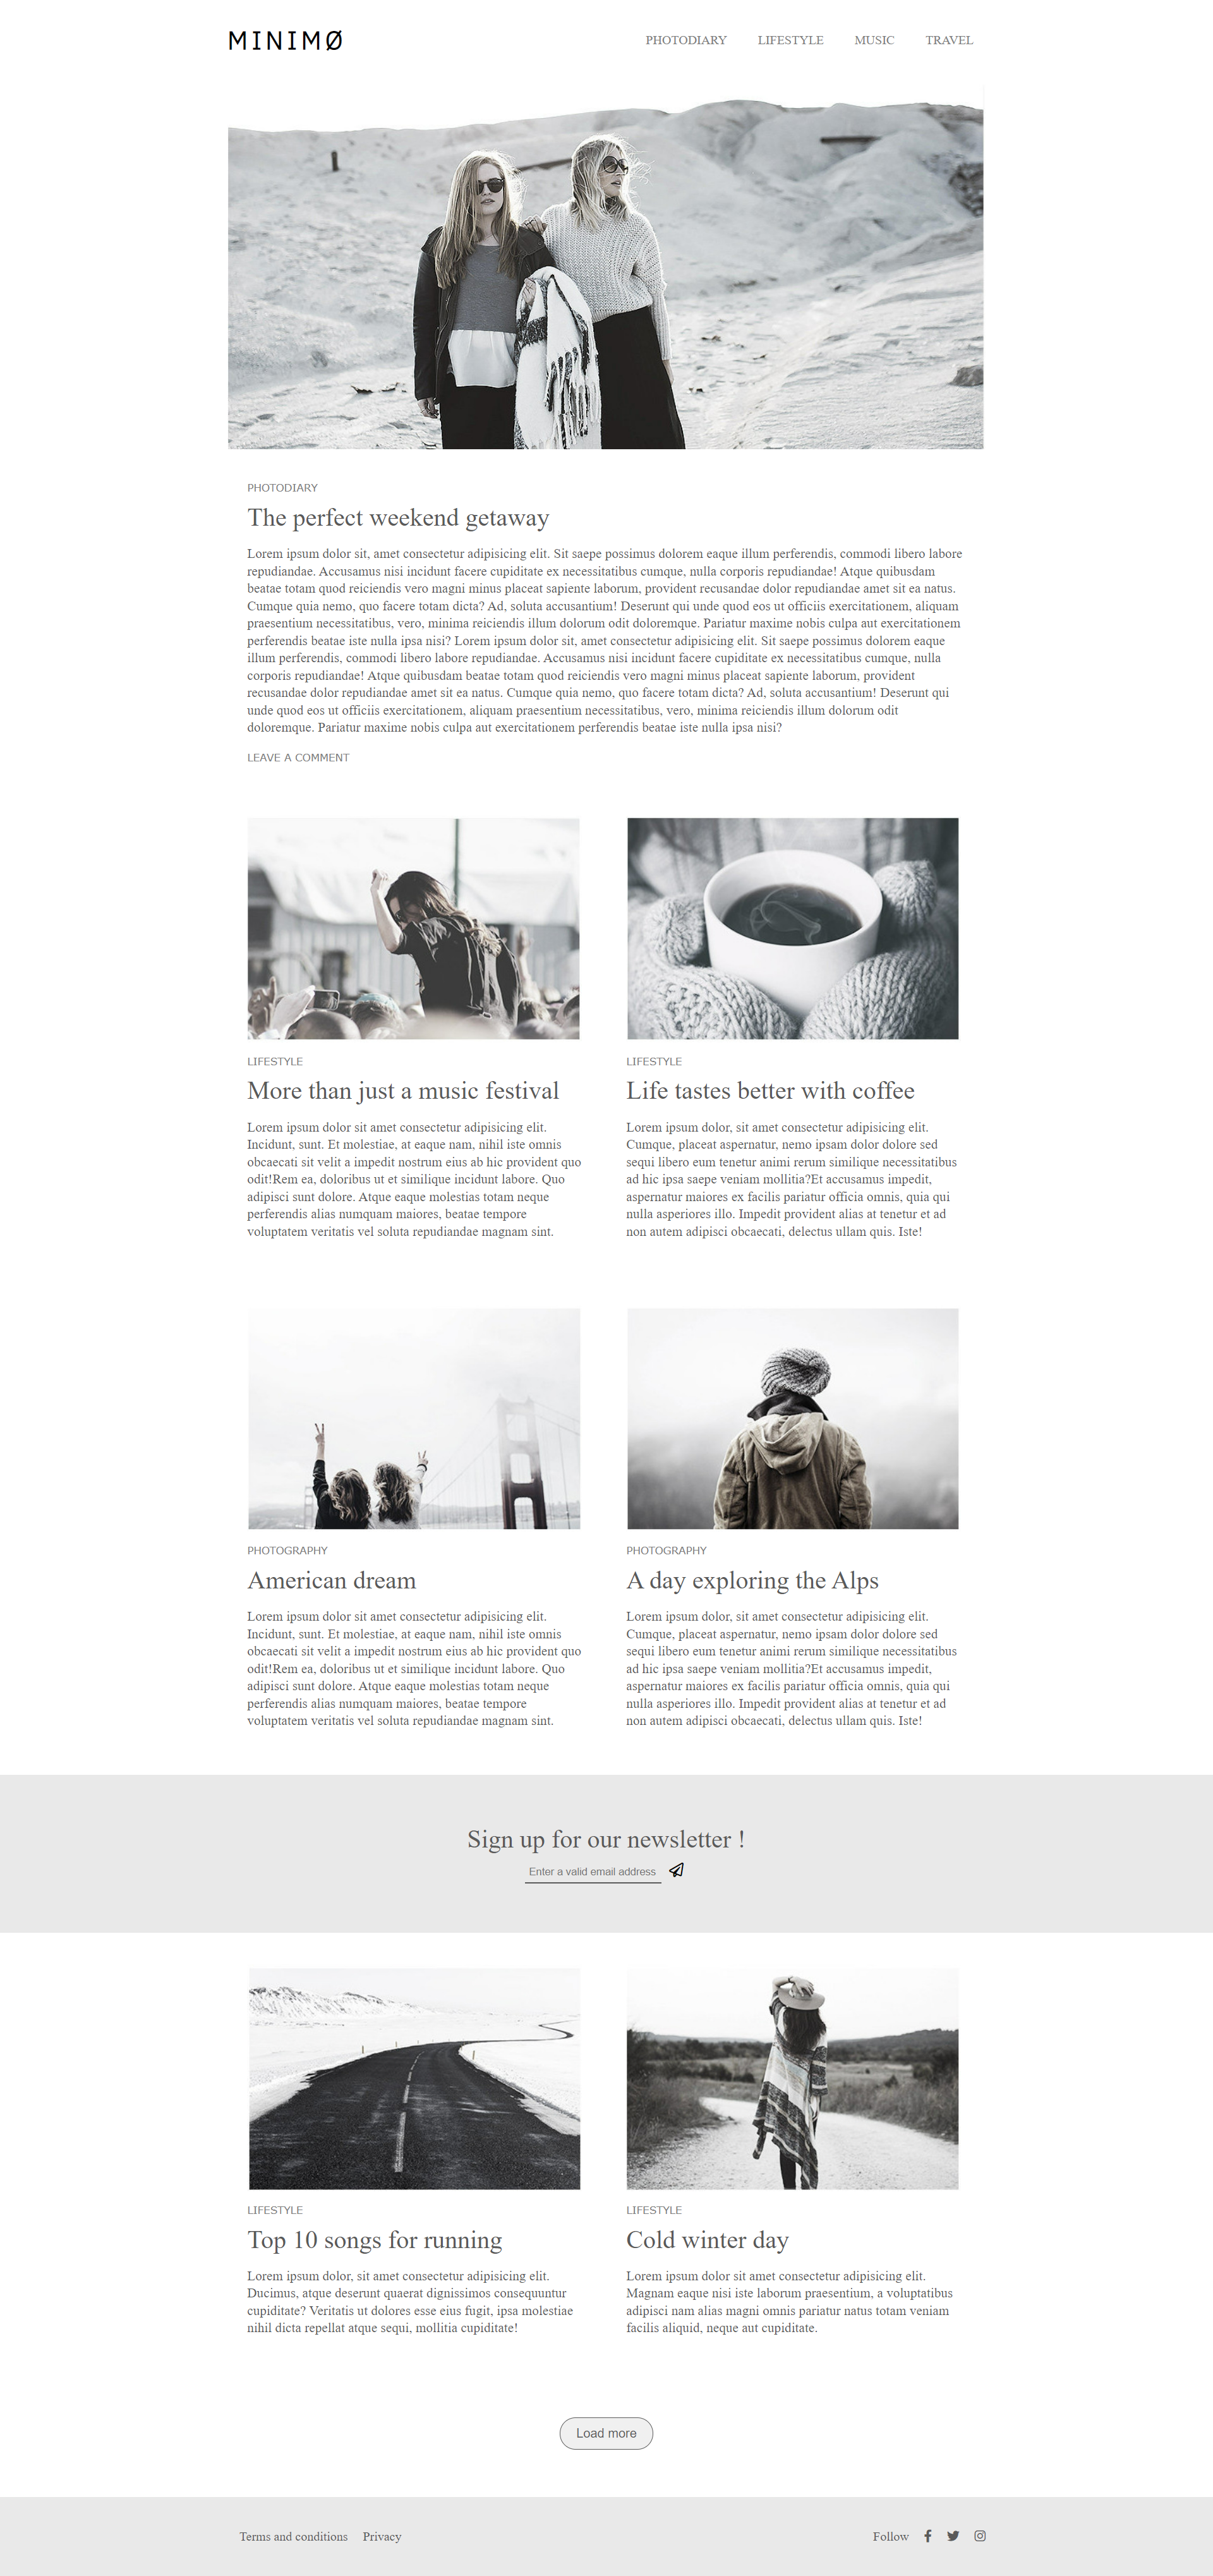 MINIMØ
PHOTODIARY LIFESTYLE MUSIC TRAVEL
PHOTODIARY
The perfect weekend getaway
Lorem ipsum dolor sit, amet consectetur adipisicing elit. Sit saepe possimus dolorem eaque illum perferendis, commodi libero labore
repudiandae. Accusamus nisi incidunt facere cupiditate ex necessitatibus cumque, nulla corporis repudiandae! Atque quibusdam
beatae totam quod reiciendis vero magni minus placeat sapiente laborum, provident recusandae dolor repudiandae amet sit ea natus.
Cumque quia nemo, quo facere totam dicta? Ad, soluta accusantium! Deserunt qui unde quod eos ut officiis exercitationem, aliquam
praesentium necessitatibus, vero, minima reiciendis illum dolorum odit doloremque. Pariatur maxime nobis culpa aut exercitationem
perferendis beatae iste nulla ipsa nisi? Lorem ipsum dolor sit, amet consectetur adipisicing elit. Sit saepe possimus dolorem eaque
illum perferendis, commodi libero labore repudiandae. Accusamus nisi incidunt facere cupiditate ex necessitatibus cumque, nulla
corporis repudiandae! Atque quibusdam beatae totam quod reiciendis vero magni minus placeat sapiente laborum, provident
recusandae dolor repudiandae amet sit ea natus. Cumque quia nemo, quo facere totam dicta? Ad, soluta accusantium! Deserunt qui
unde quod eos ut officiis exercitationem, aliquam praesentium necessitatibus, vero, minima reiciendis illum dolorum odit
doloremque. Pariatur maxime nobis culpa aut exercitationem perferendis beatae iste nulla ipsa nisi?
LEAVE A COMMENT
LIFESTYLE
More than just a music festival
Lorem ipsum dolor sit amet consectetur adipisicing elit.
Incidunt, sunt. Et molestiae, at eaque nam, nihil iste omnis
obcaecati sit velit a impedit nostrum eius ab hic provident quo
odit!Rem ea, doloribus ut et similique incidunt labore. Quo
adipisci sunt dolore. Atque eaque molestias totam neque
perferendis alias numquam maiores, beatae tempore
voluptatem veritatis vel soluta repudiandae magnam sint.
LIFESTYLE
Life tastes better with coffee
Lorem ipsum dolor, sit amet consectetur adipisicing elit.
Cumque, placeat aspernatur, nemo ipsam dolor dolore sed
sequi libero eum tenetur animi rerum similique necessitatibus
ad hic ipsa saepe veniam mollitia?Et accusamus impedit,
aspernatur maiores ex facilis pariatur officia omnis, quia qui
nulla asperiores illo. Impedit provident alias at tenetur et ad
non autem adipisci obcaecati, delectus ullam quis. Iste!
PHOTOGRAPHY
American dream
Lorem ipsum dolor sit amet consectetur adipisicing elit.
Incidunt, sunt. Et molestiae, at eaque nam, nihil iste omnis
obcaecati sit velit a impedit nostrum eius ab hic provident quo
odit!Rem ea, doloribus ut et similique incidunt labore. Quo
adipisci sunt dolore. Atque eaque molestias totam neque
perferendis alias numquam maiores, beatae tempore
voluptatem veritatis vel soluta repudiandae magnam sint.
PHOTOGRAPHY
A day exploring the Alps
Lorem ipsum dolor, sit amet consectetur adipisicing elit.
Cumque, placeat aspernatur, nemo ipsam dolor dolore sed
sequi libero eum tenetur animi rerum similique necessitatibus
ad hic ipsa saepe veniam mollitia?Et accusamus impedit,
aspernatur maiores ex facilis pariatur officia omnis, quia qui
nulla asperiores illo. Impedit provident alias at tenetur et ad
non autem adipisci obcaecati, delectus ullam quis. Iste!
Sign up for our newsletter !
Enter a valid email address
LIFESTYLE
Top 10 songs for running
Lorem ipsum dolor, sit amet consectetur adipisicing elit.
Ducimus, atque deserunt quaerat dignissimos consequuntur
cupiditate? Veritatis ut dolores esse eius fugit, ipsa molestiae
nihil dicta repellat atque sequi, mollitia cupiditate!
LIFESTYLE
Cold winter day
Lorem ipsum dolor sit amet consectetur adipisicing elit.
Magnam eaque nisi iste laborum praesentium, a voluptatibus
adipisci nam alias magni omnis pariatur natus totam veniam
facilis aliquid, neque aut cupiditate.
Load more
Terms and conditions Privacy
Follow